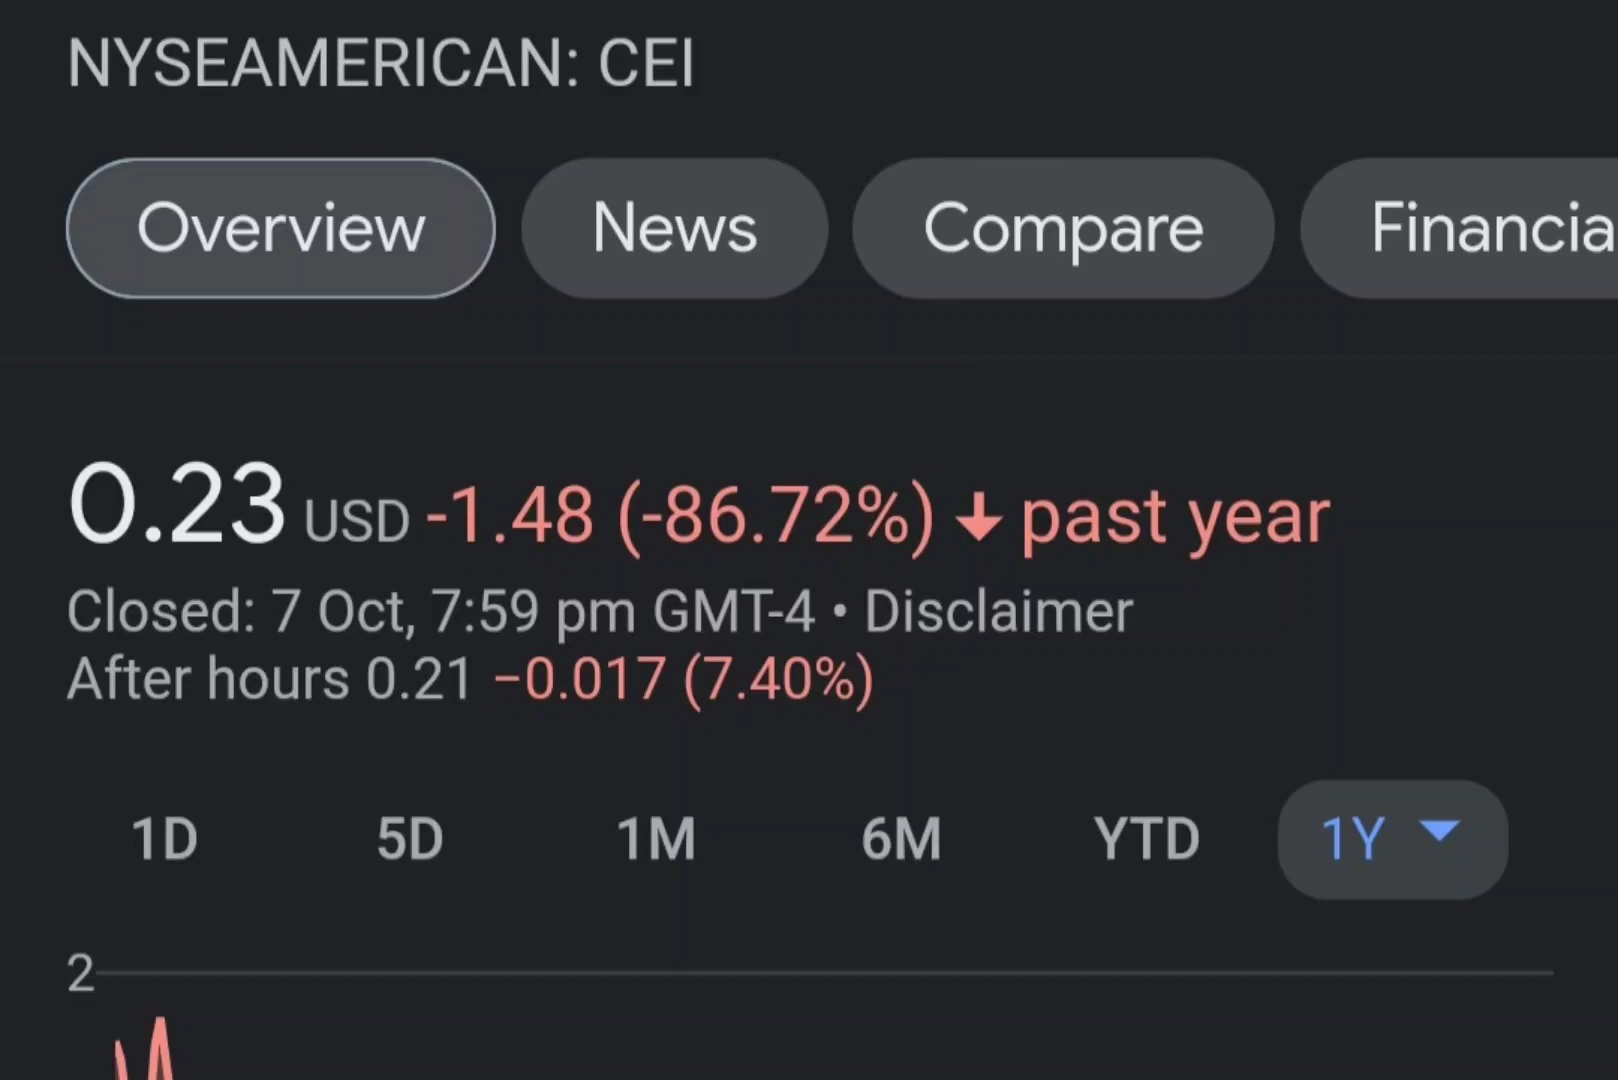 NYSEAMERICAN: CEI
Overview News Compare Financia
0.23 USD -1.48 (-86.72%) ↓ past year
Closed: 7 Oct, 7:59 pm GMT-4 • Disclaimer
After hours 0.21 −0.017 (7.40%)
1D 5D 1M 6M YTD 1Y
2